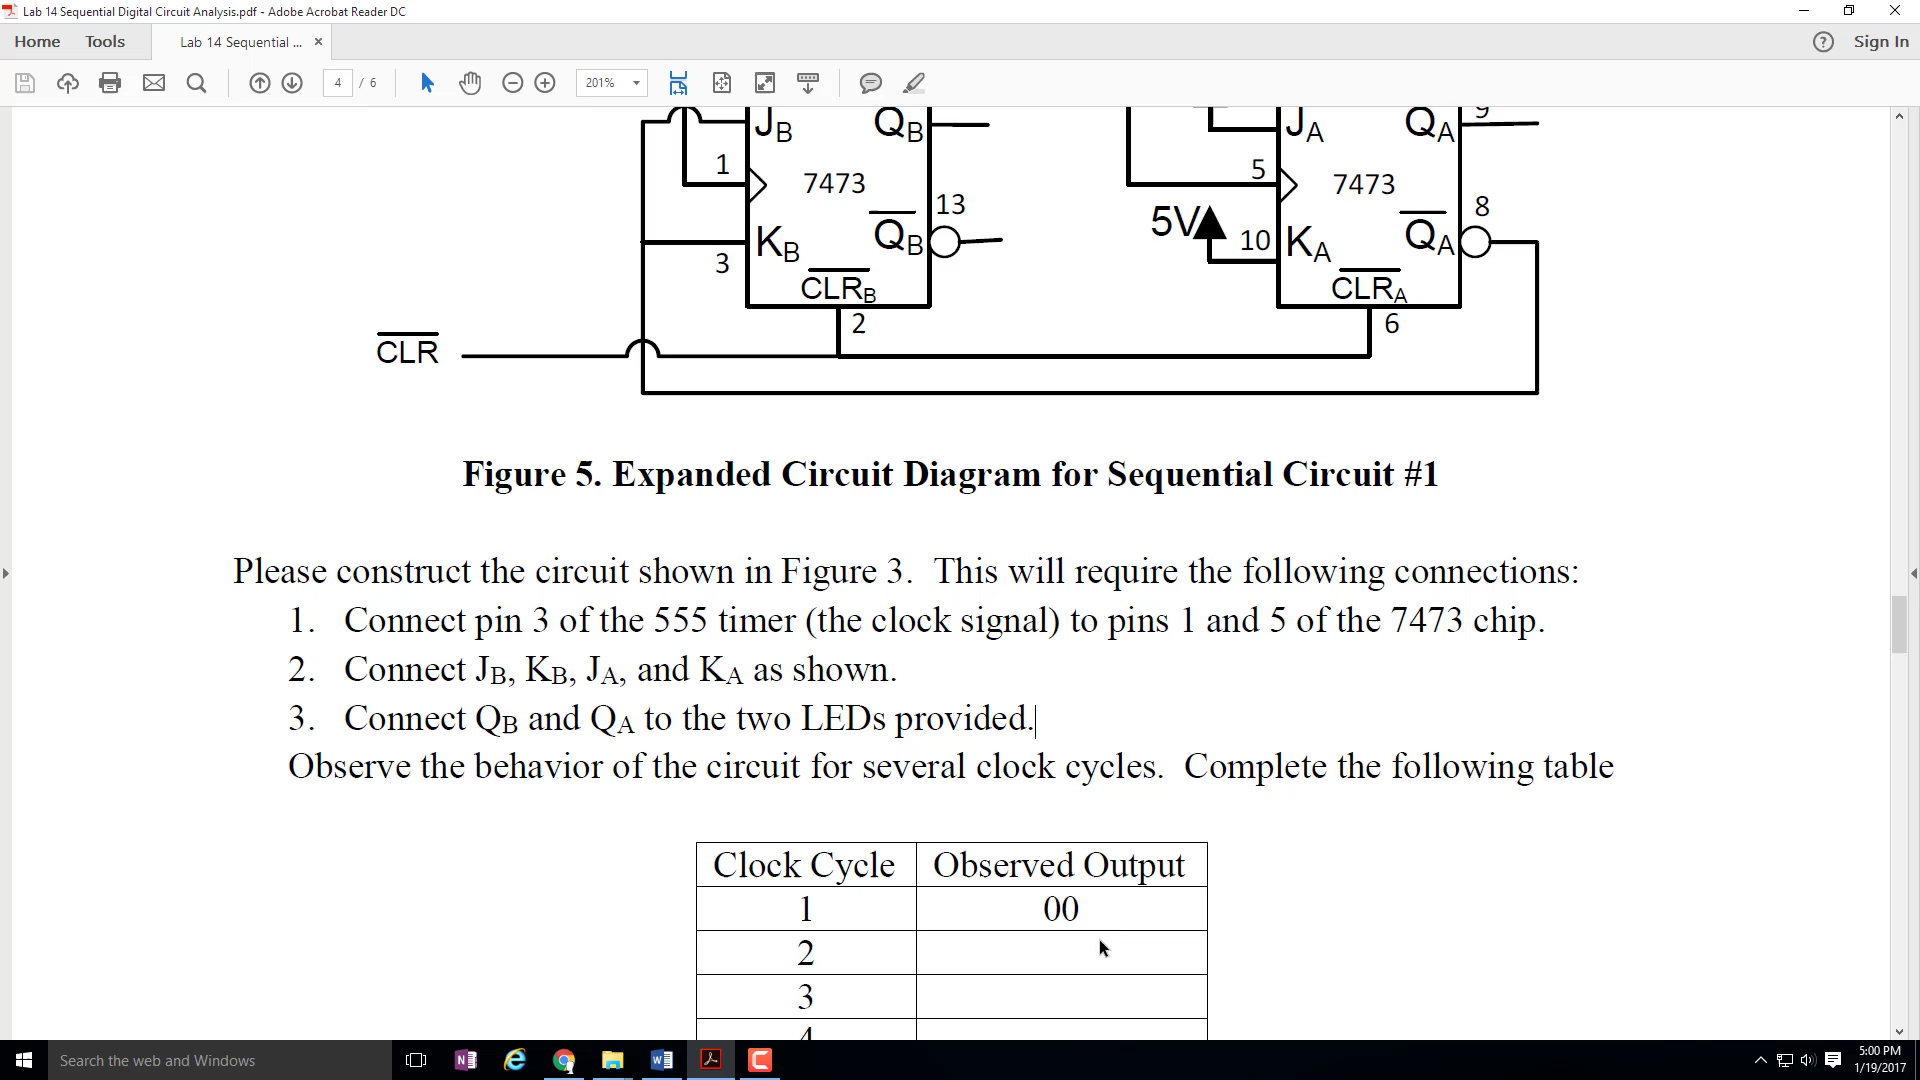 Lab 14 Sequential Digital Circuit Analysis.pdf - Adobe Acrobat Reader DC
Home Tools Lab 14 Sequential ... × ? Sign In
4 / 6 201%
JB QB JA QA 9
1 7473 5 7473
13 8
5V
KB QB 10 KA QA
3
CLRB CLRA
2 6
CLR
Figure 5. Expanded Circuit Diagram for Sequential Circuit #1
Please construct the circuit shown in Figure 3. This will require the following connections:
1. Connect pin 3 of the 555 timer (the clock signal) to pins 1 and 5 of the 7473 chip.
2. Connect JB, KB, JA, and KA as shown.
3. Connect QB and QA to the two LEDs provided.
Observe the behavior of the circuit for several clock cycles. Complete the following table
Clock Cycle Observed Output
1 00
2
3
4
Search the web and Windows
5:00 PM
1/19/2017